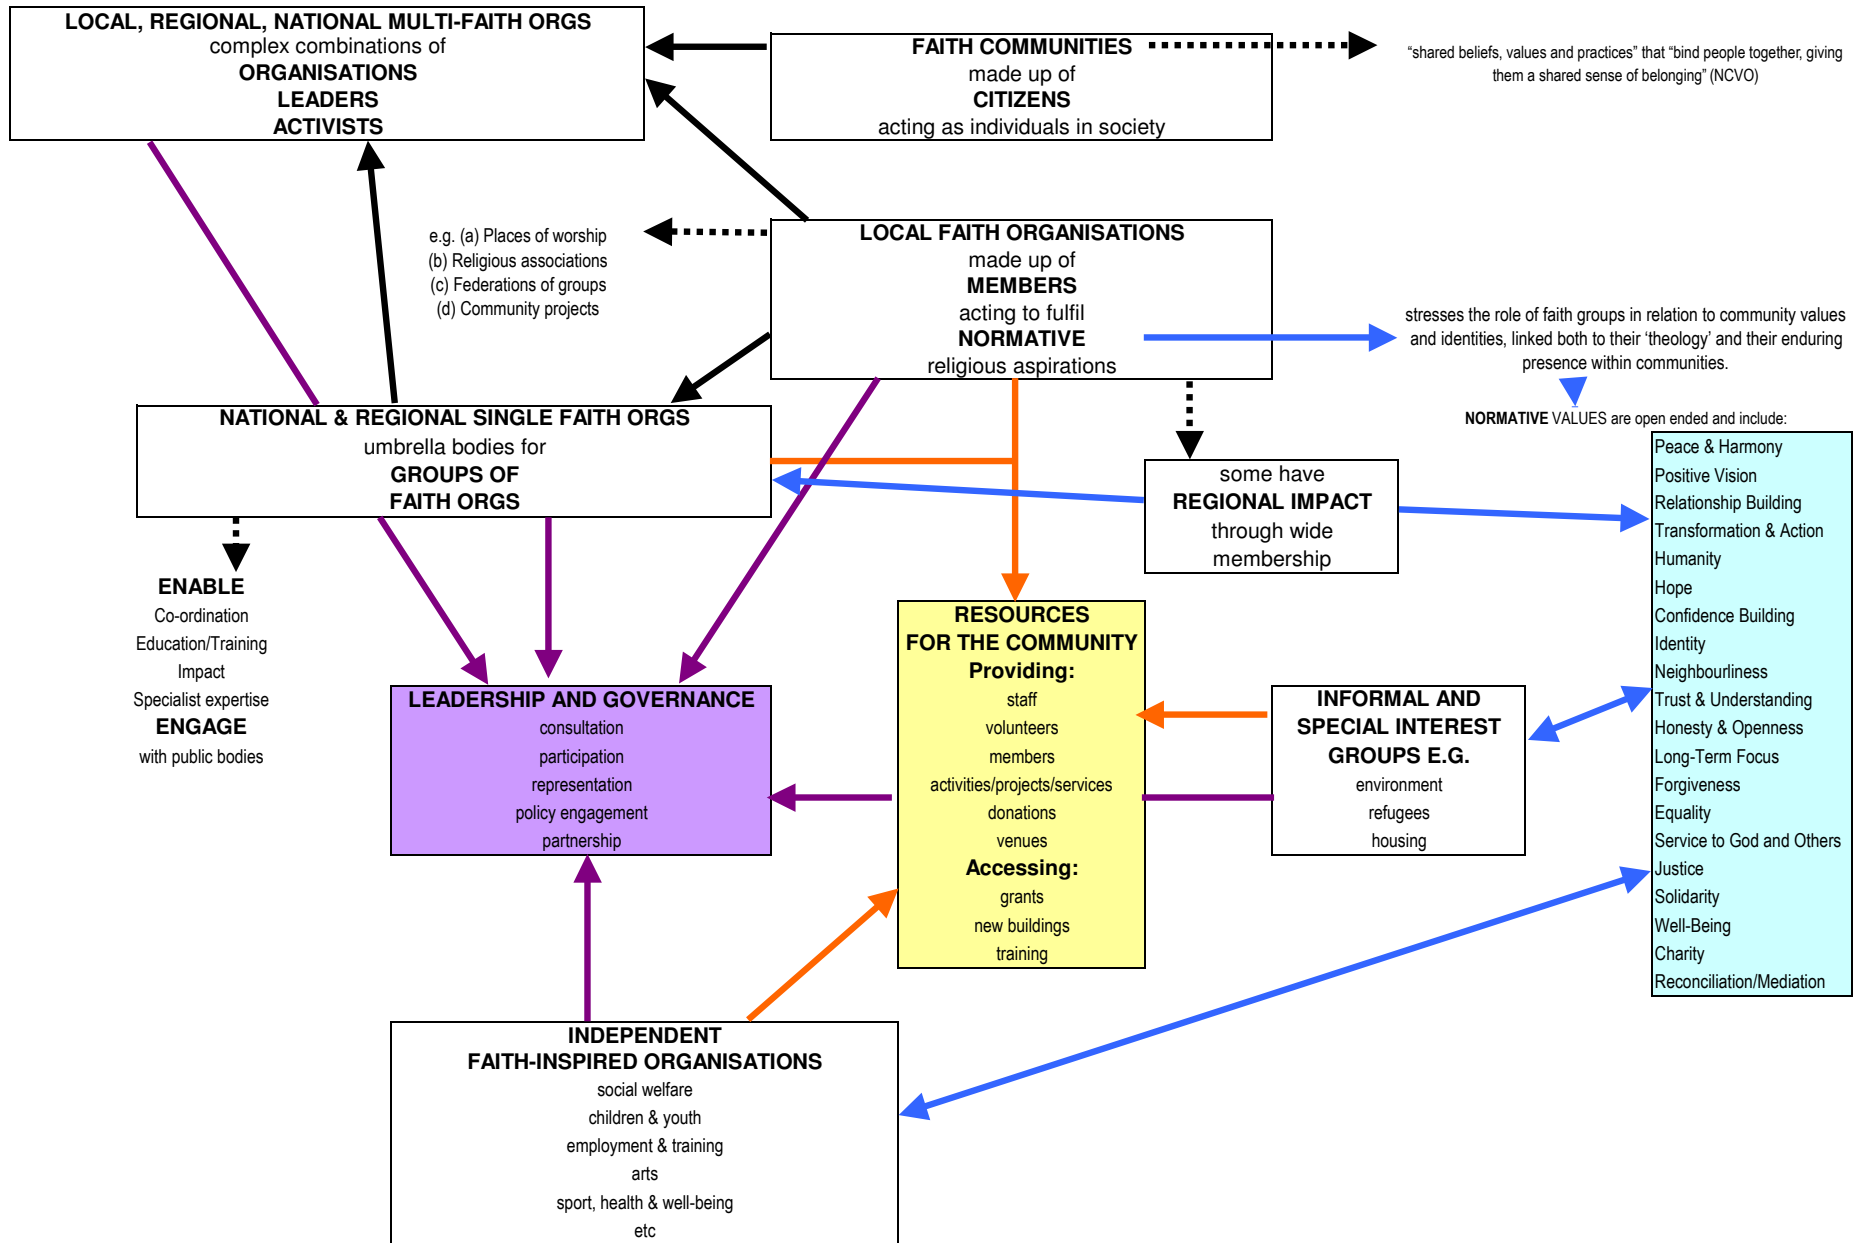 LOCAL, REGIONAL, NATIONAL MULTI-FAITH ORGS
complex combinations of
ORGANISATIONS
LEADERS
ACTIVISTS
FAITH COMMUNITIES
made up of
CITIZENS
acting as individuals in society
“shared beliefs, values and practices” that “bind people together, giving
them a shared sense of belonging” (NCVO)
e.g. (a) Places of worship
(b) Religious associations
(c) Federations of groups
(d) Community projects
LOCAL FAITH ORGANISATIONS
made up of
MEMBERS
acting to fulfil
NORMATIVE
religious aspirations
stresses the role of faith groups in relation to community values
and identities, linked both to their ‘theology’ and their enduring
presence within communities.
NATIONAL & REGIONAL SINGLE FAITH ORGS
umbrella bodies for
GROUPS OF
FAITH ORGS
some have
REGIONAL IMPACT
through wide
membership
NORMATIVE VALUES are open ended and include:
Peace & Harmony
Positive Vision
Relationship Building
Transformation & Action
Humanity
Hope
Confidence Building
Identity
Neighbourliness
Trust & Understanding
Honesty & Openness
Long-Term Focus
Forgiveness
Equality
Service to God and Others
Justice
Solidarity
Well-Being
Charity
Reconciliation/Mediation
ENABLE
Co-ordination
Education/Training
Impact
Specialist expertise
ENGAGE
with public bodies
LEADERSHIP AND GOVERNANCE
consultation
participation
representation
policy engagement
partnership
RESOURCES
FOR THE COMMUNITY
Providing:
staff
volunteers
members
activities/projects/services
donations
venues
Accessing:
grants
new buildings
training
INFORMAL AND
SPECIAL INTEREST
GROUPS E.G.
environment
refugees
housing
INDEPENDENT
FAITH-INSPIRED ORGANISATIONS
social welfare
children & youth
employment & training
arts
sport, health & well-being
etc